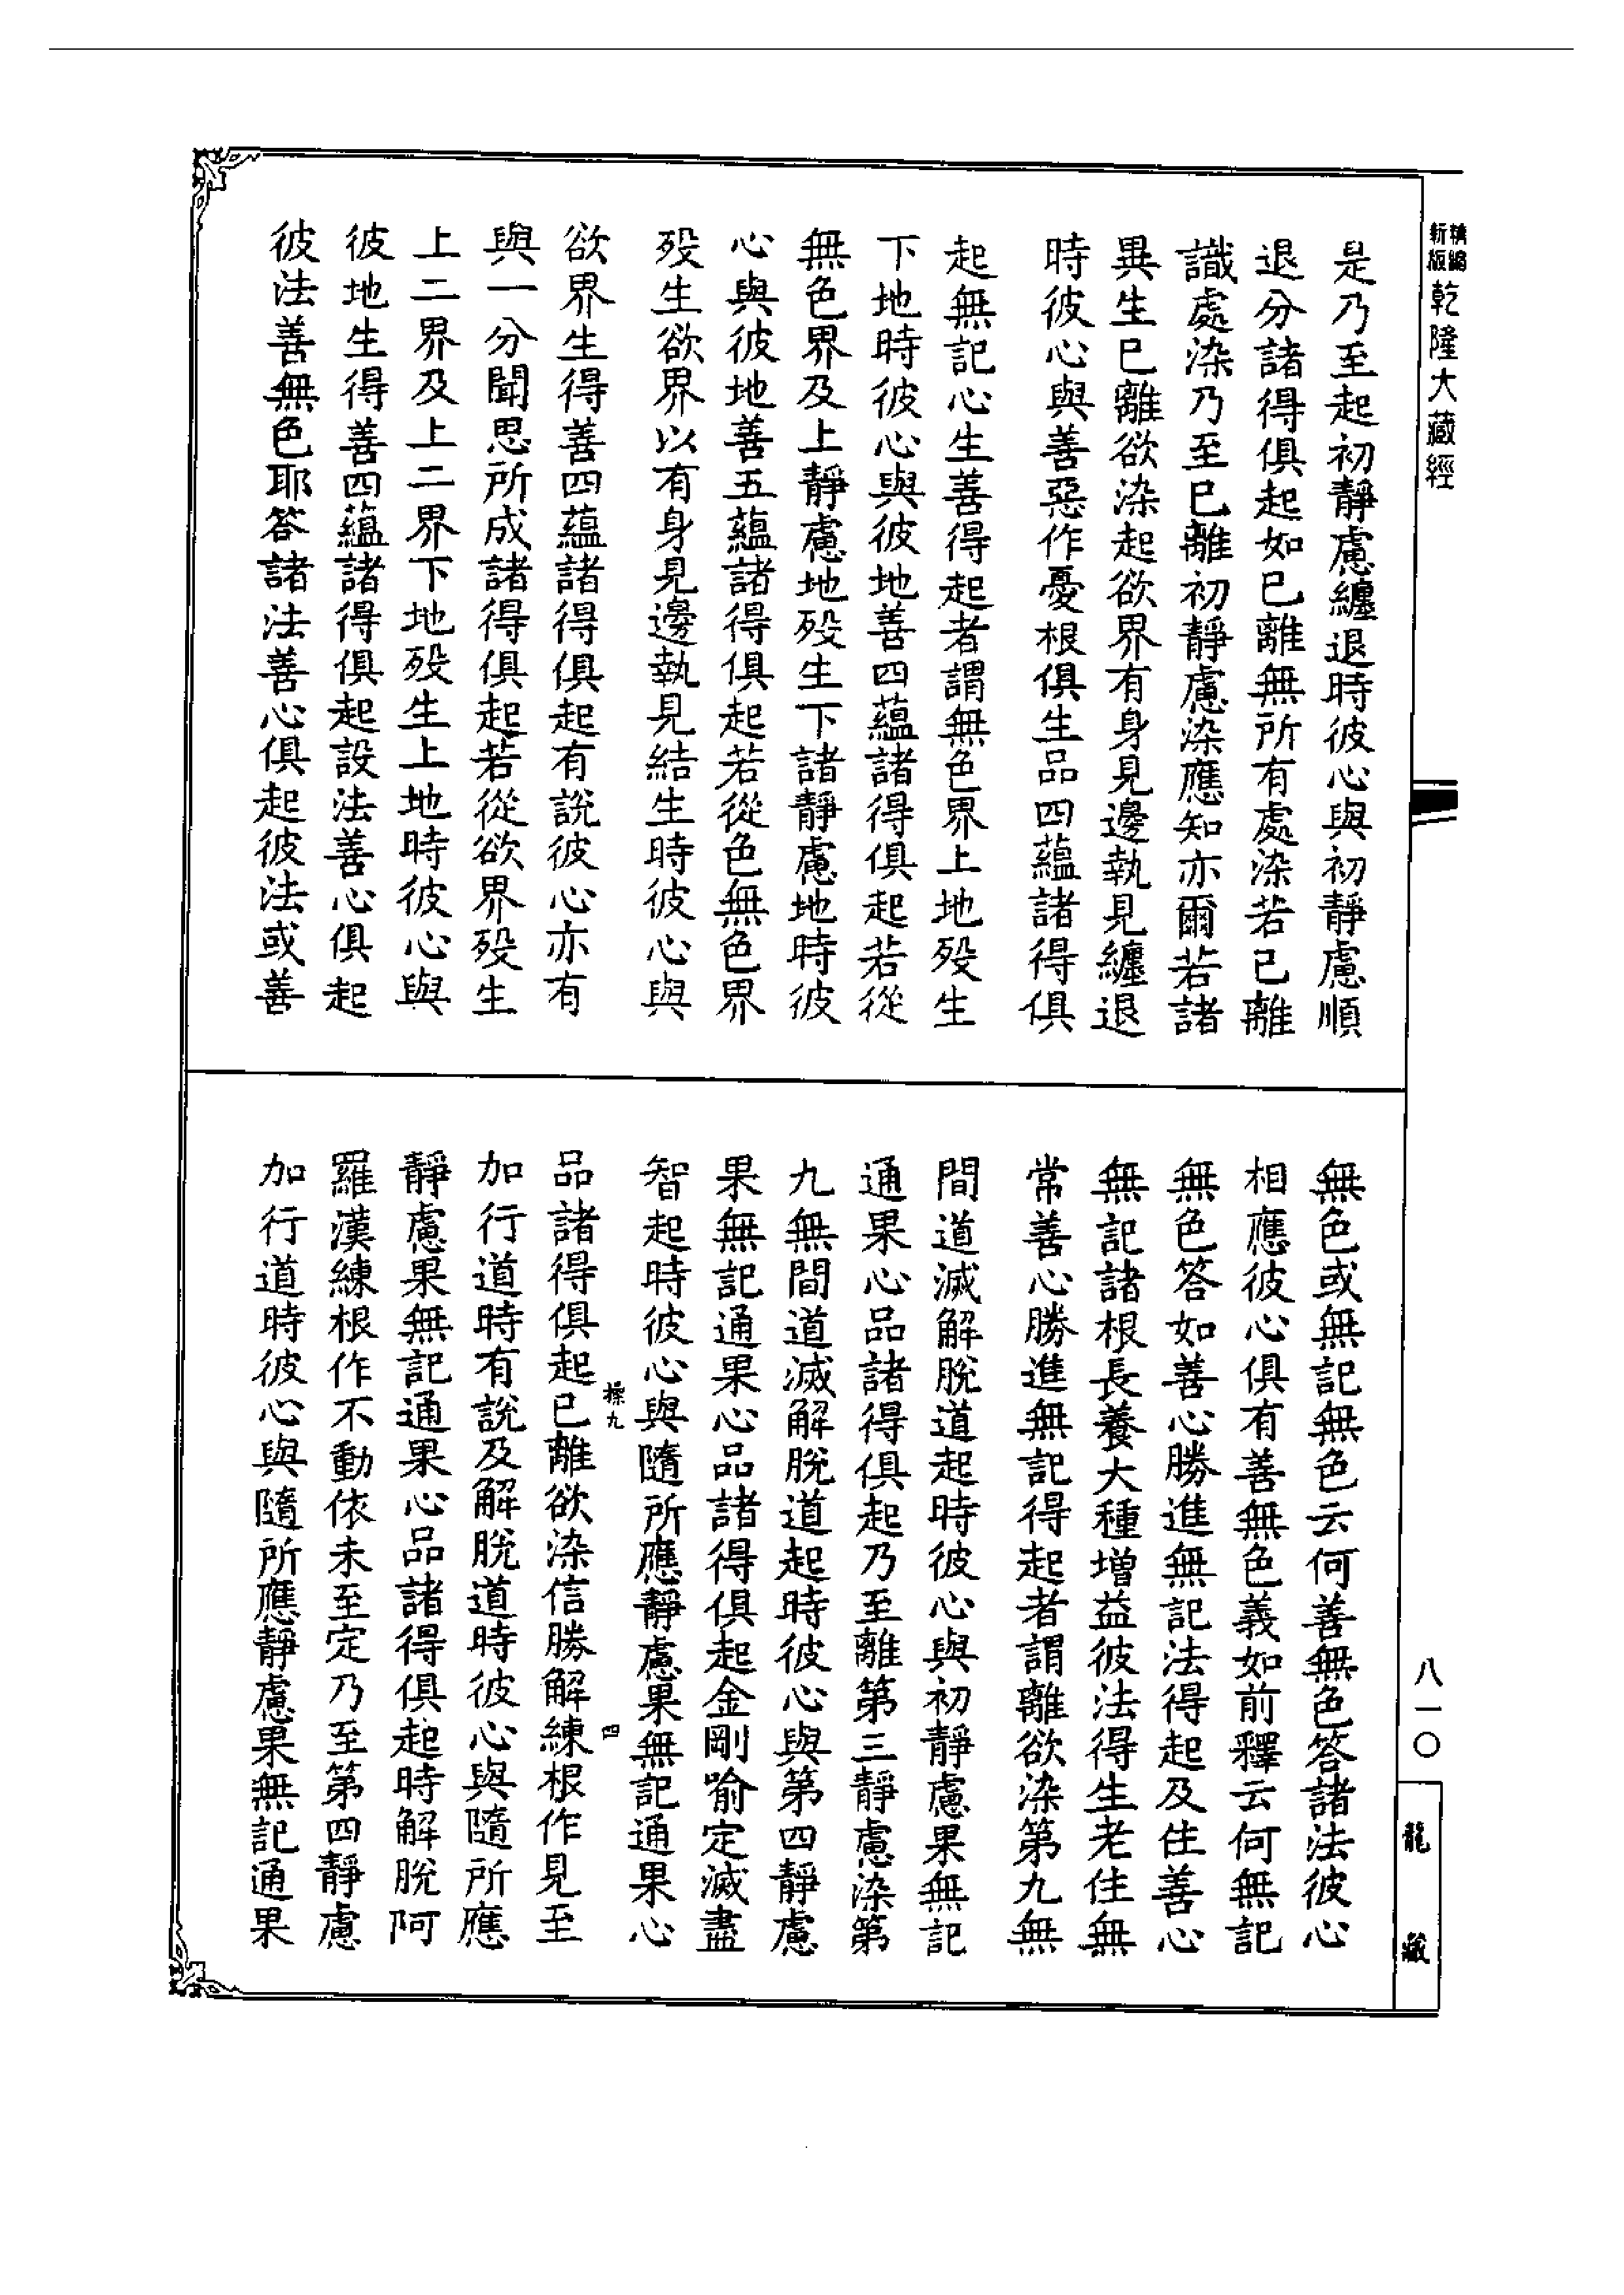 精縮新版乾隆大藏經
是乃至起初靜慮纏退時彼心與初靜慮順
退分諸得俱起如已離無所有處染若已離
識處染乃至已離初靜慮染應知亦爾若諸
異生已離欲染起欲界有身見邊執見纏退
時彼心與善惡作憂根俱生品四蘊諸得俱
起無記心生善得起者謂無色界上地歿生
下地時彼心與彼地善四蘊諸得俱起若從
無色界及上靜慮地歿生下諸靜慮地時彼
心與彼地善五蘊諸得俱起若從色無色界
歿生欲界以有身見邊執見結生時彼心與
欲界生得善四蘊諸得俱起有說彼心亦有
與一分聞思所成諸得俱起若從欲界歿生
上二界及上二界下地歿生上地時彼心與
彼地生得善四蘊諸得俱起設法善心俱起
彼法善無色耶答諸法善心俱起彼法或善
無色或無記無色云何善無色答諸法彼心
相應彼心俱有善無色義如前釋云何無記
無色答如善心勝進無記法得起及住善心
無記諸根長養大種增益彼法得生老住無
常善心勝進無記得起者謂離欲染第九無
間道滅解脫道起時彼心與初靜慮果無記
通果心品諸得俱起乃至離第三靜慮染第
九無間道滅解脫道起時彼心與第四靜慮
果無記通果心品諸得俱起金剛喻定滅盡
智起時彼心與隨所應靜慮果無記通果心
品諸得俱起已離欲染信勝解練根作見至
加行道時有說及解脫道時彼心與隨所應
靜慮果無記通果心品諸得俱起時解脫阿
羅漢練根作不動依未至定乃至第四靜慮
加行道時彼心與隨所應靜慮果無記通果
操九
四
八一〇
龍藏